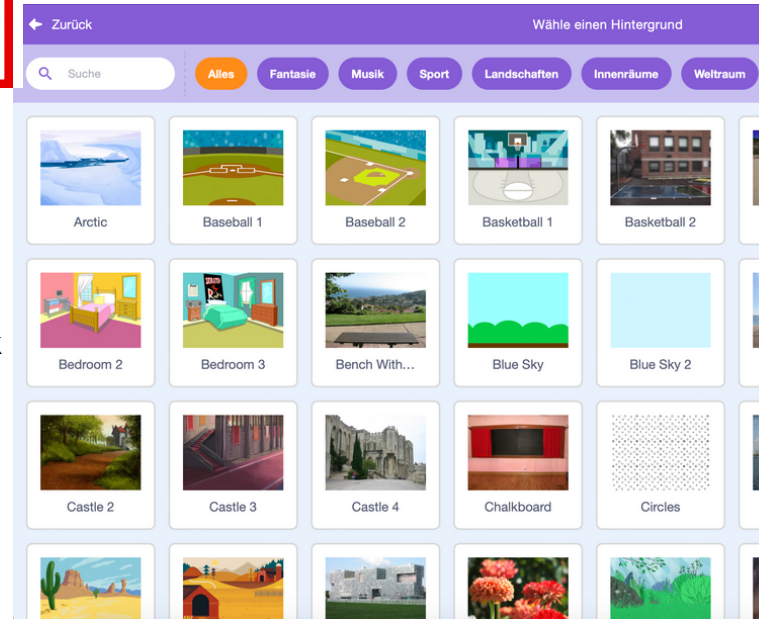 Zurück
Wähle einen Hintergrund
Suche
Alles Fantasie Musik Sport Landschaften Innenräume Weltraum
Arctic Baseball 1 Baseball 2 Basketball 1 Basketball 2
Bedroom 2 Bedroom 3 Bench With... Blue Sky Blue Sky 2
Castle 2 Castle 3 Castle 4 Chalkboard Circles